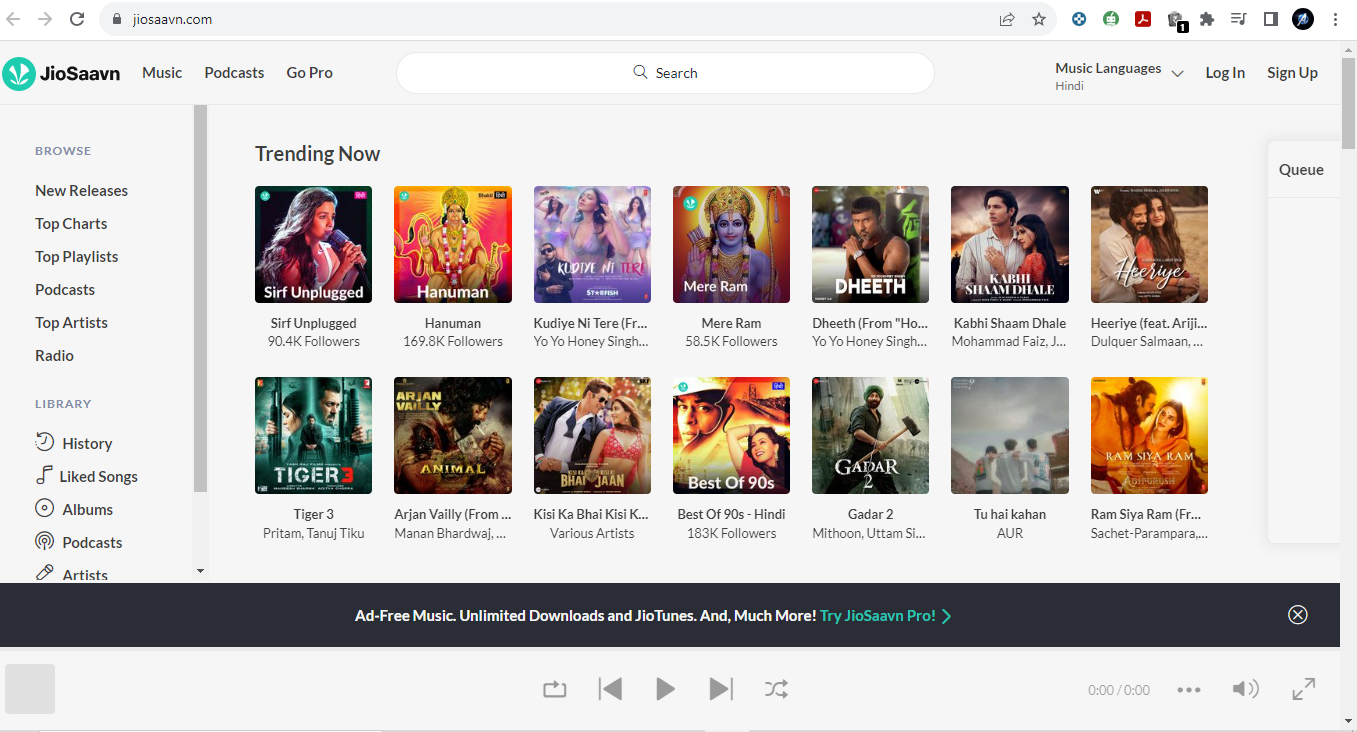 jiosaavn.com
1
JioSaavn
Music
Podcasts
Go Pro
Search
Music Languages
Hindi
Log In
Sign Up
BROWSE
New Releases
Top Charts
Top Playlists
Podcasts
Top Artists
Radio
LIBRARY
History
Liked Songs
Albums
Podcasts
Artists
Trending Now
Sirf Unplugged
Sirf Unplugged
90.4K Followers
Bhakti हिंदी
Hanuman
Hanuman
169.8K Followers
KUDIYE NI TERE
STARFISH
Kudiye Ni Tere (Fr...
Yo Yo Honey Singh...
Mere Ram
Mere Ram
58.5K Followers
DHEETH
Dheeth (From "Ho...
Yo Yo Honey Singh...
KABHI
SHAAM DHALE
Kabhi Shaam Dhale
Mohammad Faiz, J...
Heeriye
Heeriye (feat. Ariji...
Dulquer Salmaan, ...
TIGER 3
Tiger 3
Pritam, Tanuj Tiku
ARJAN
VAILLY
ANIMAL
Arjan Vailly (From ...
Manan Bhardwaj, ...
Kisi Ka Bhai Kisi K...
Various Artists
हिंदी
Best Of 90s
Best Of 90s - Hindi
183K Followers
GADAR
2
Gadar 2
Mithoon, Uttam Si...
Tu hai kahan
AUR
RAM SIYA RAM
ADIPURUSH
Ram Siya Ram (Fr...
Sachet-Parampara,...
Queue
Ad-Free Music. Unlimited Downloads and JioTunes. And, Much More! Try JioSaavn Pro!
0:00 / 0:00